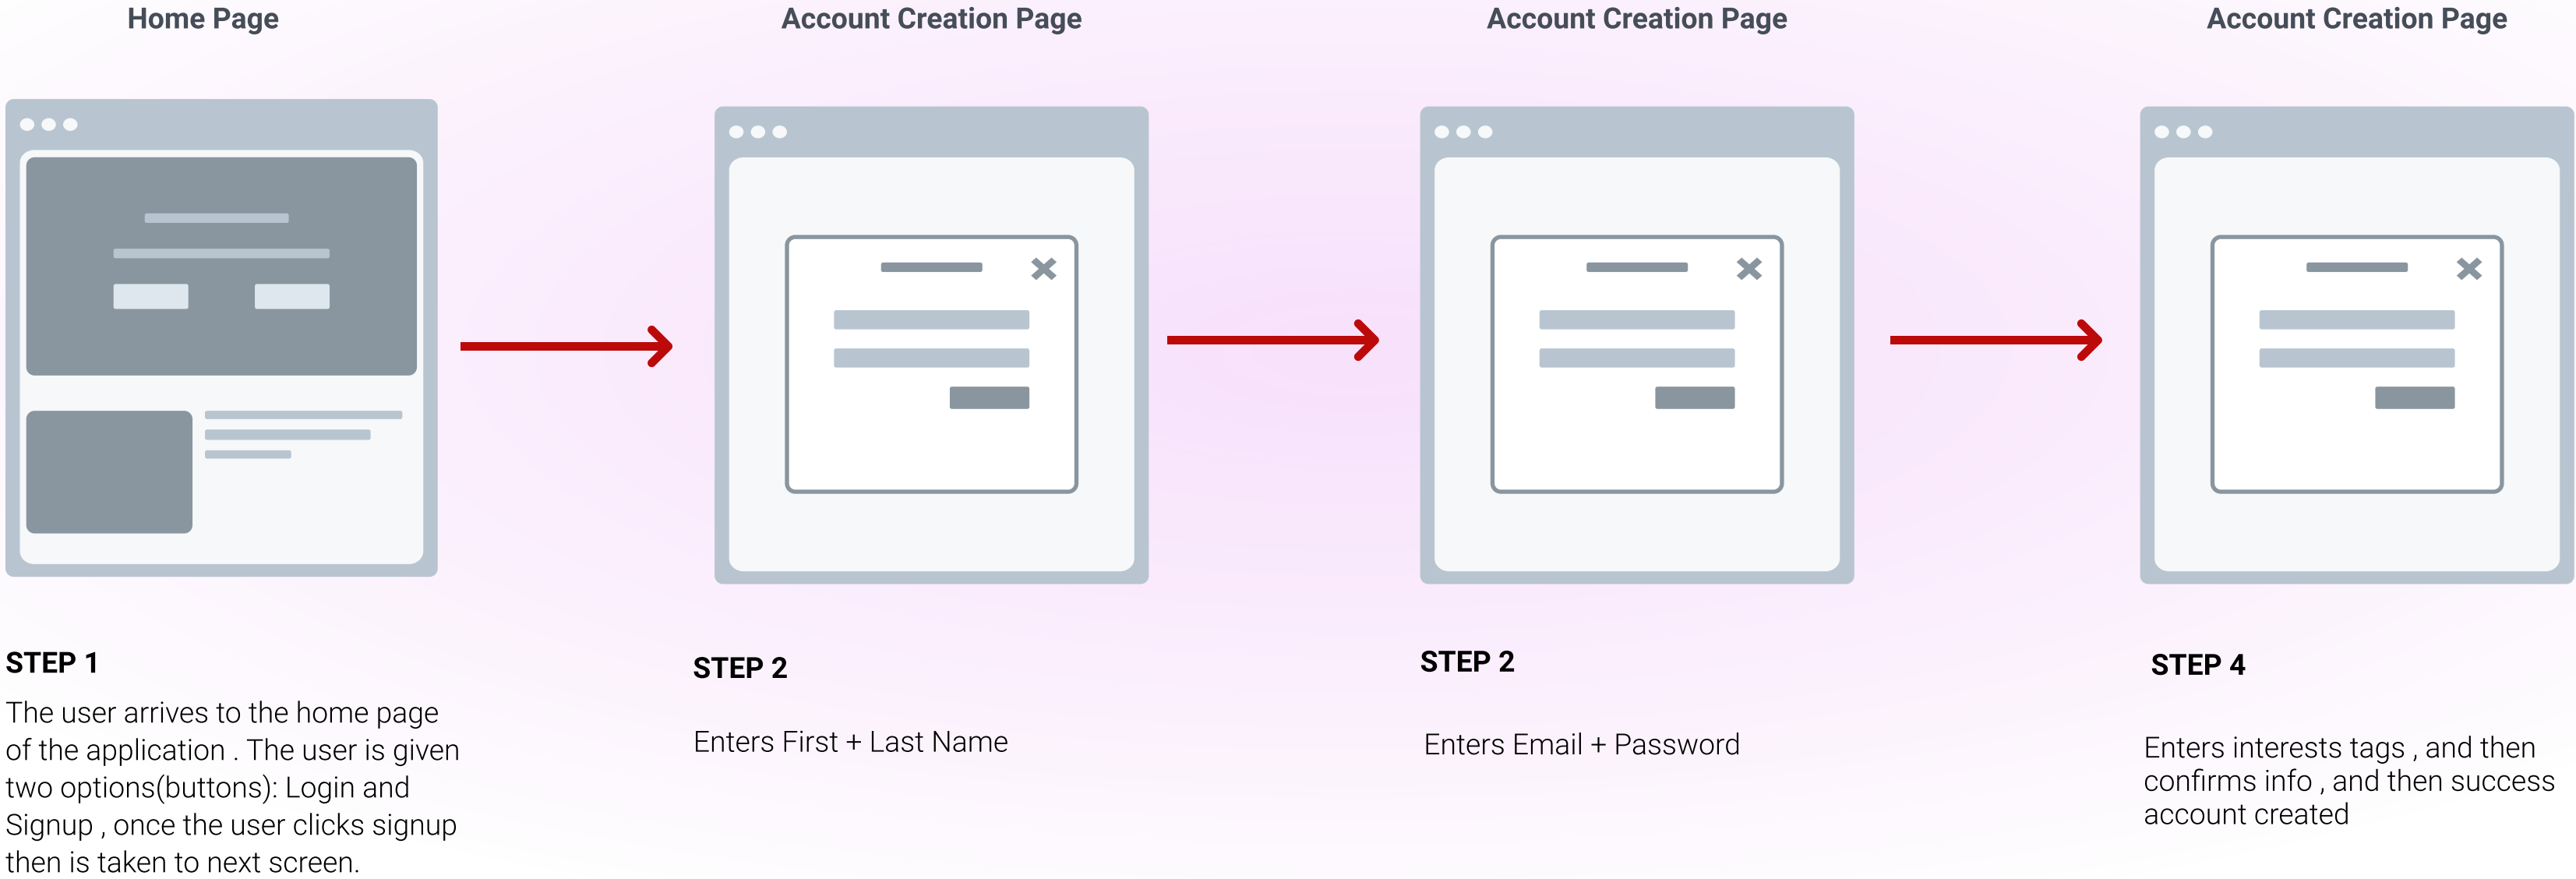 Home Page
Account Creation Page
Account Creation Page
Account Creation Page
STEP 1
The user arrives to the home page
of the application . The user is given
two options(buttons): Login and
Signup , once the user clicks signup
then is taken to next screen.
STEP 2
Enters First + Last Name
STEP 2
Enters Email + Password
STEP 4
Enters interests tags , and then
confirms info , and then success
account created